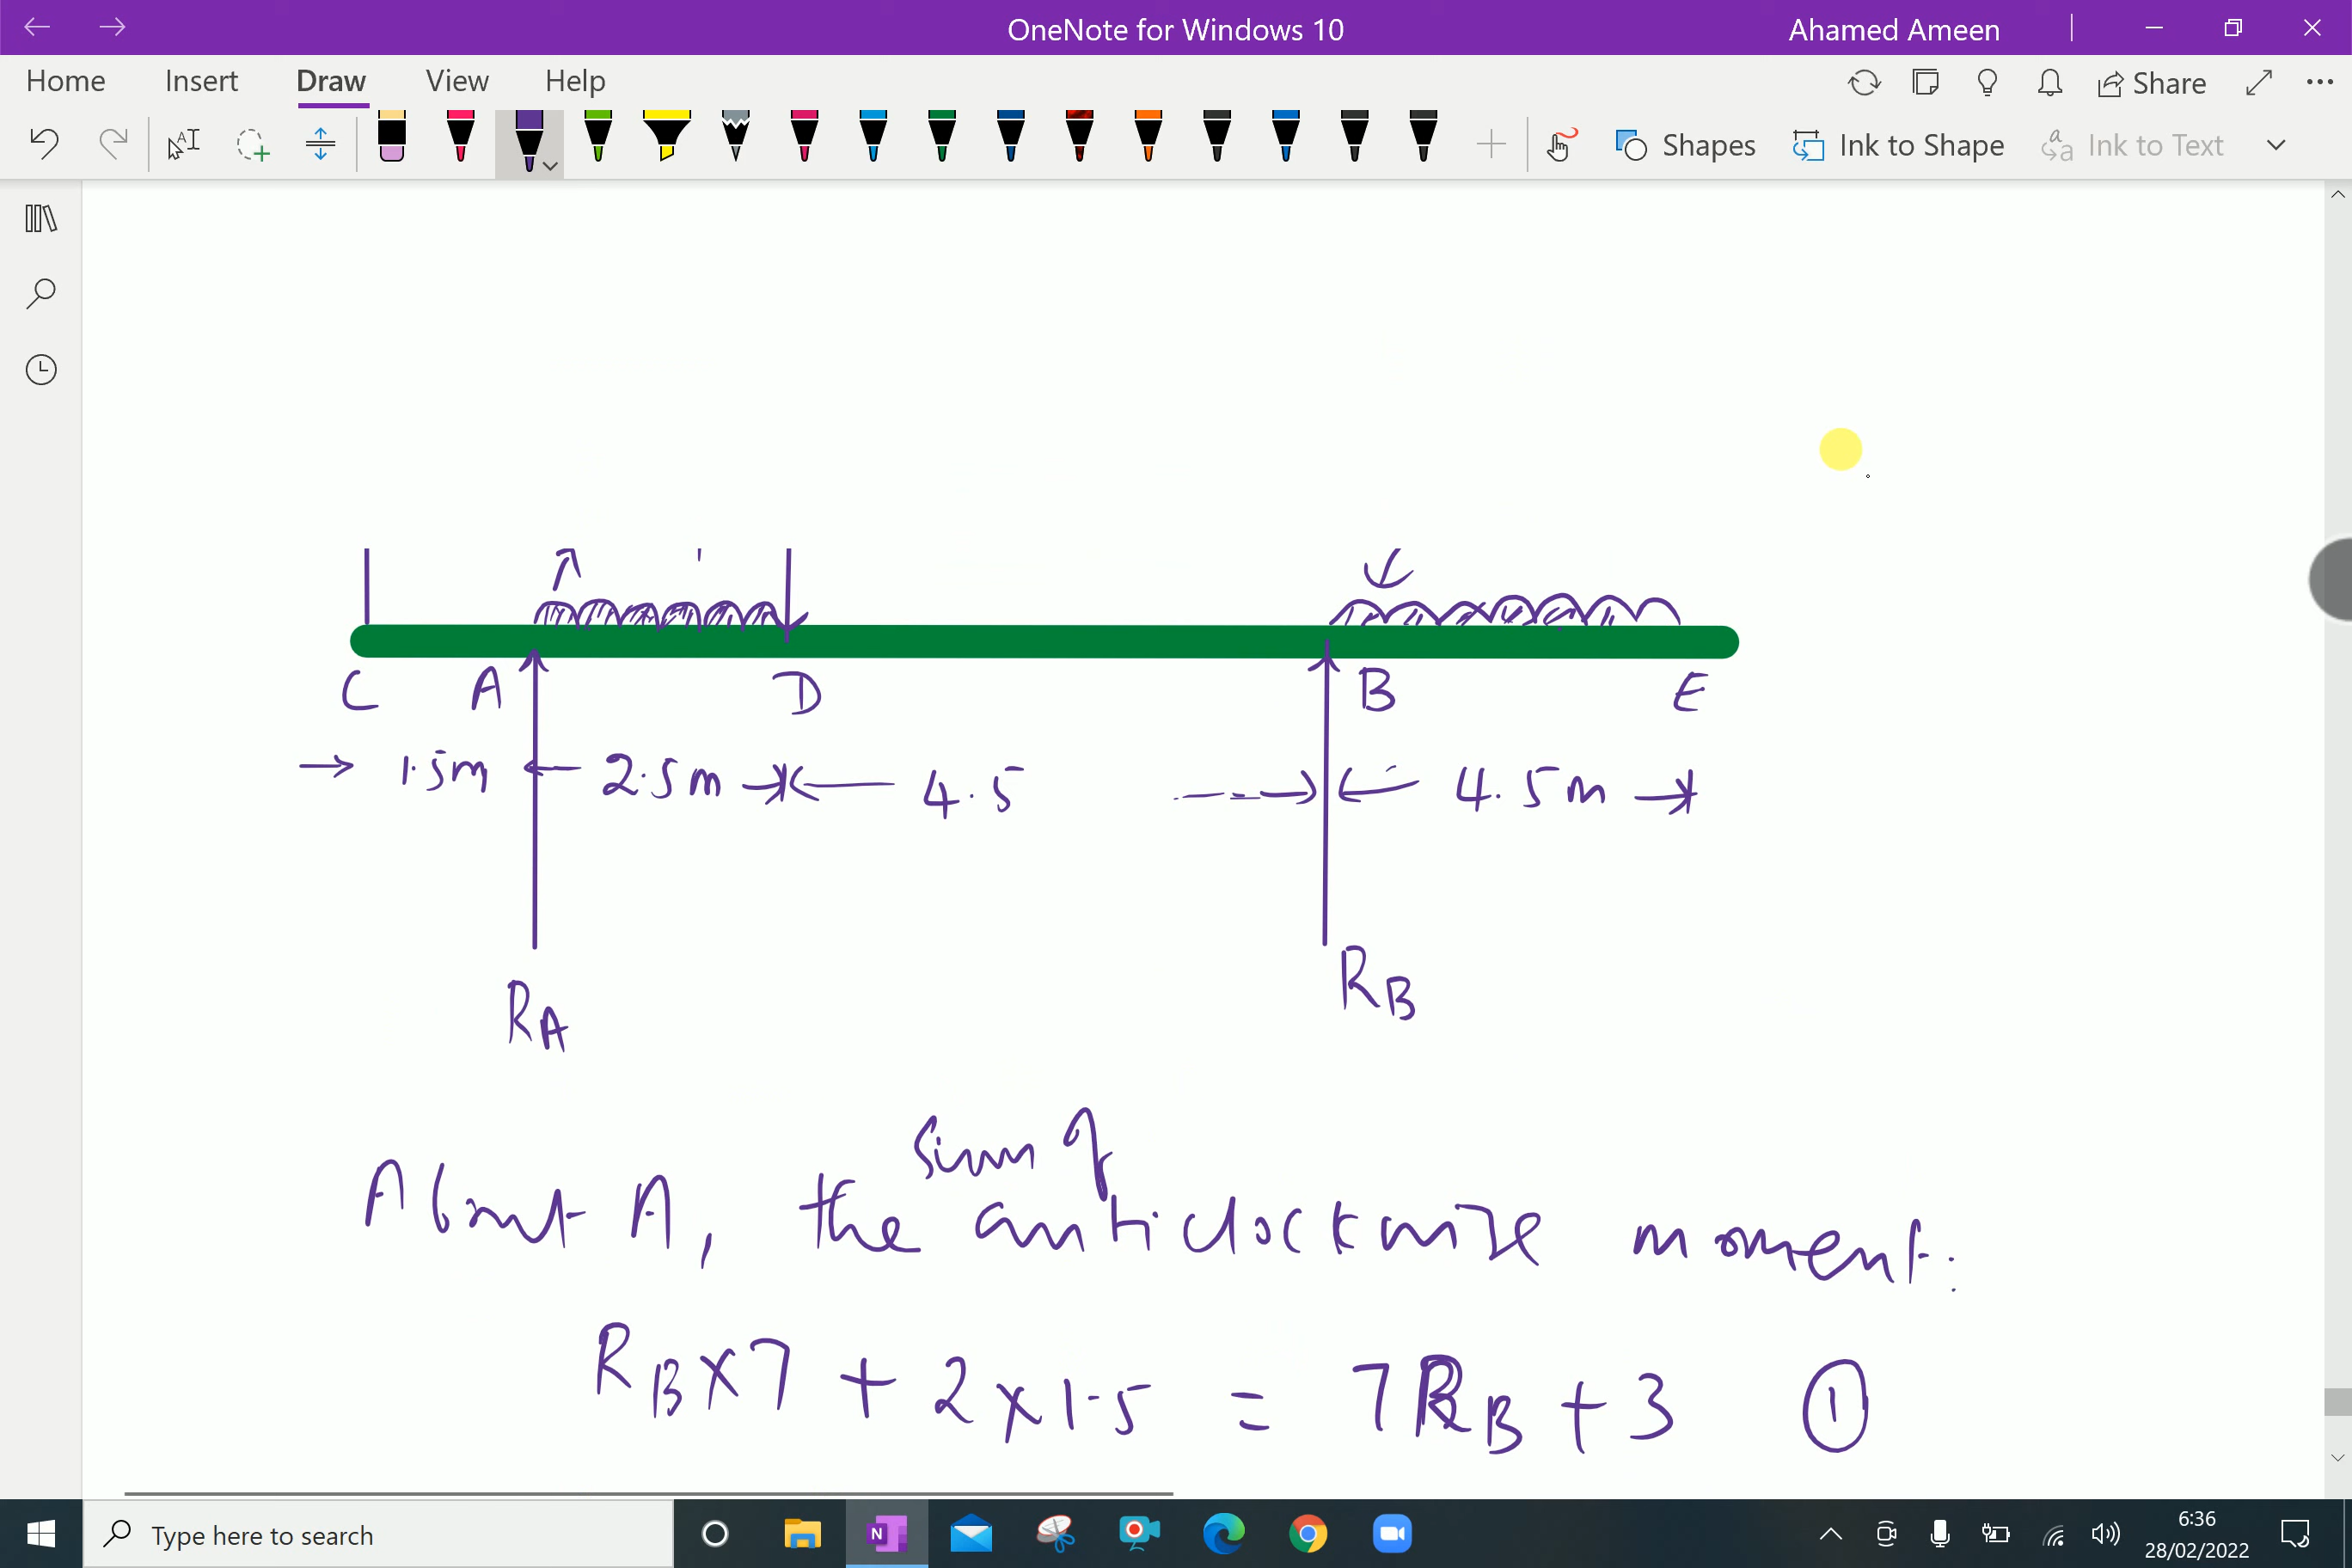 OneNote for Windows 10
Ahamed Ameen
Home Insert Draw View Help
Share
Shapes Ink to Shape Ink to Text
C A D B E
1.5m 2.5m 4.5 4.5m
RA
RB
Sum of
About A, the anticlockwise moment:
RB×7 + 2×1.5 = 7RB + 3 ①
Type here to search
6:36
28/02/2022